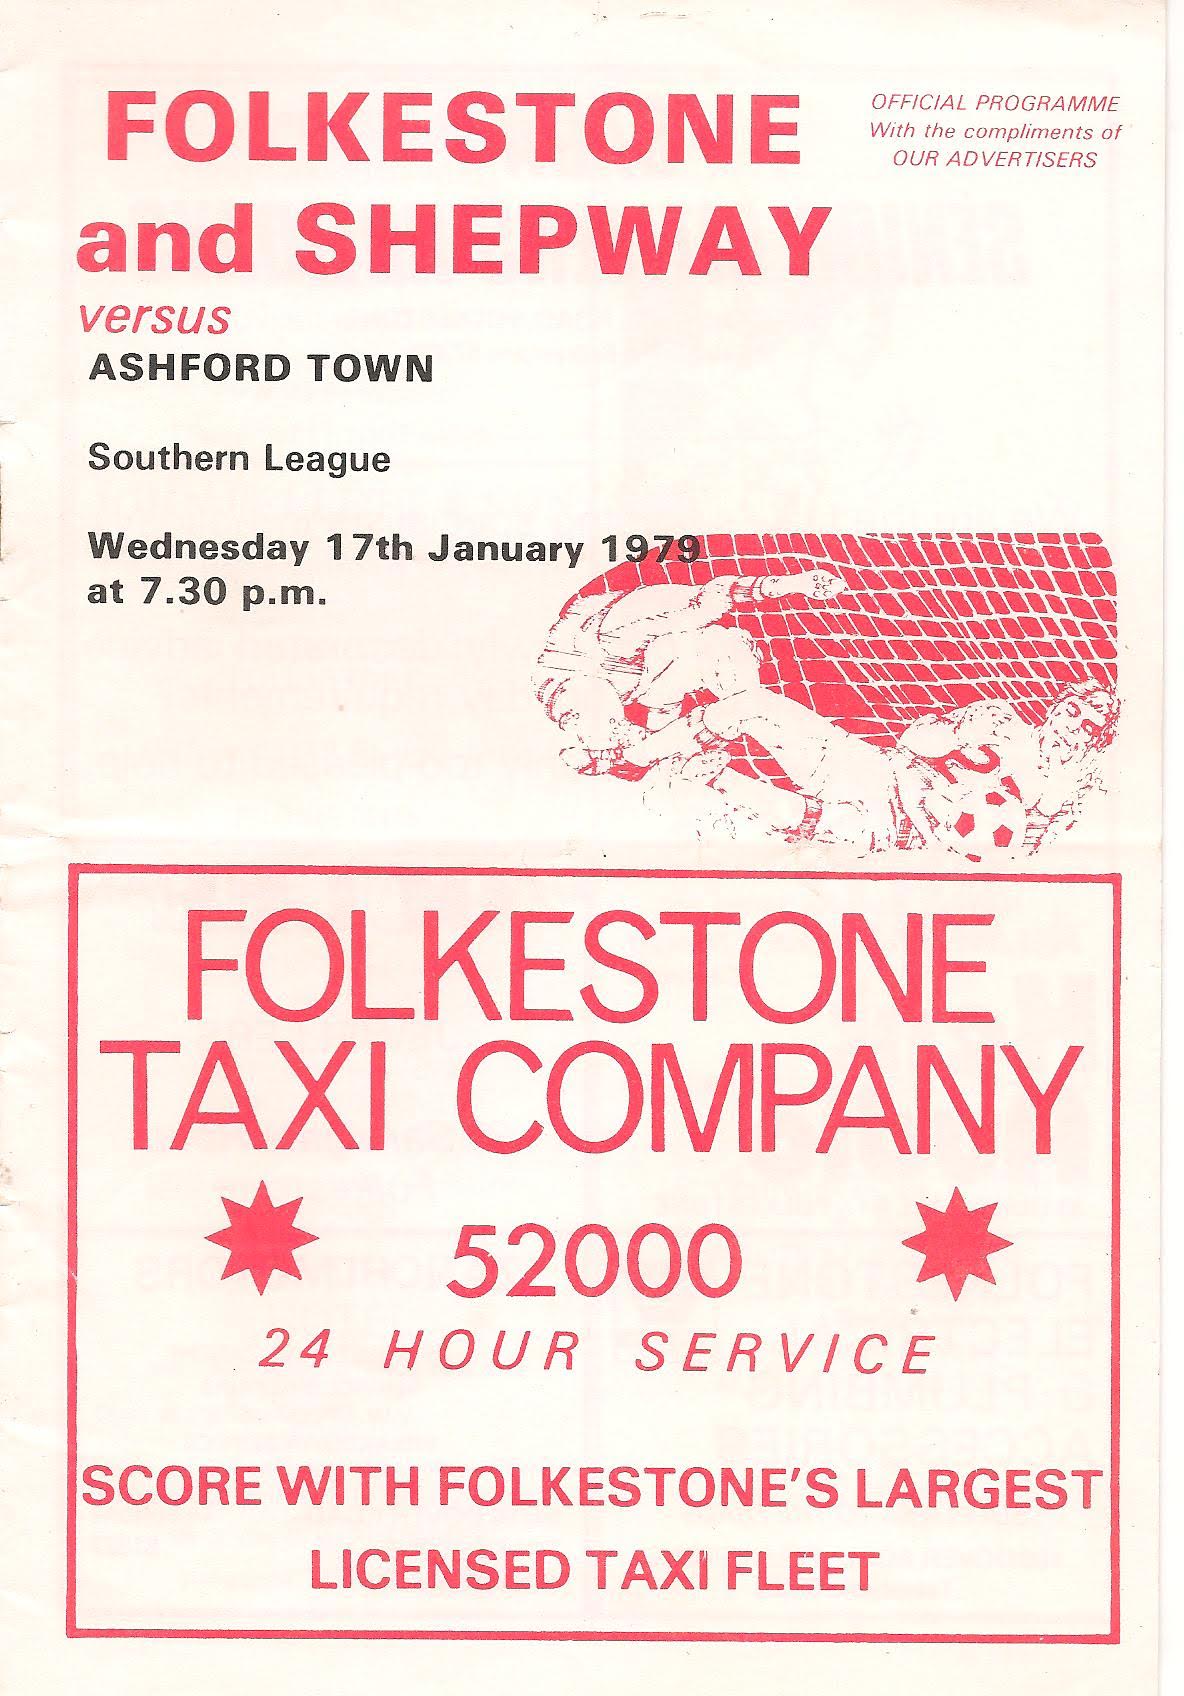 FOLKESTONE
and SHEPWAY
OFFICIAL PROGRAMME
With the compliments of
OUR ADVERTISERS
versus
ASHFORD TOWN
Southern League
Wednesday 17th January 1979
at 7.30 p.m.
2
FOLKESTONE
TAXI COMPANY
52000
24 HOUR SERVICE
SCORE WITH FOLKESTONE'S LARGEST
LICENSED TAXI FLEET